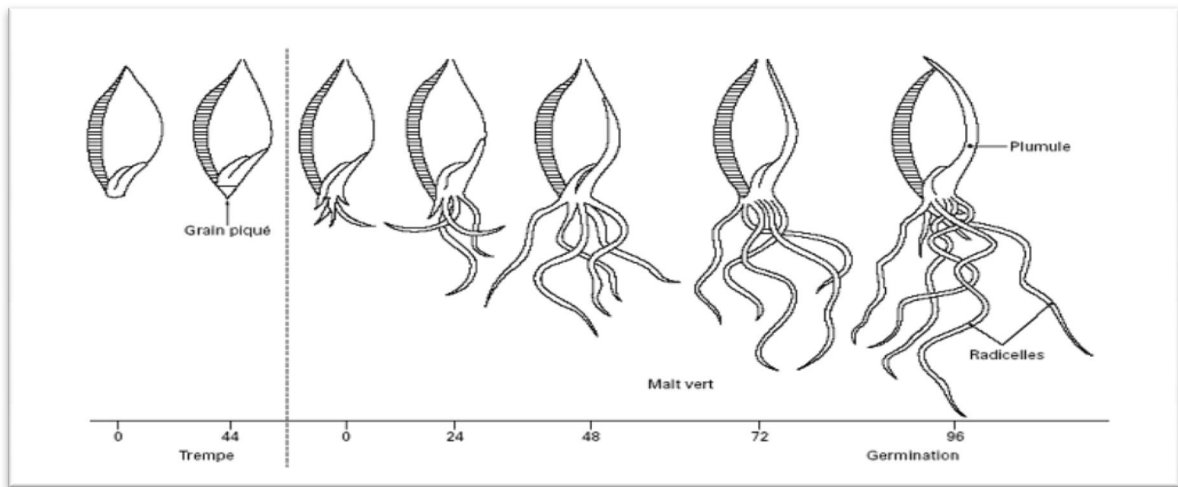 Plumule
Grain piqué
Radicelles
Malt vert
0 44 0 24 48 72 96
Trempe Germination